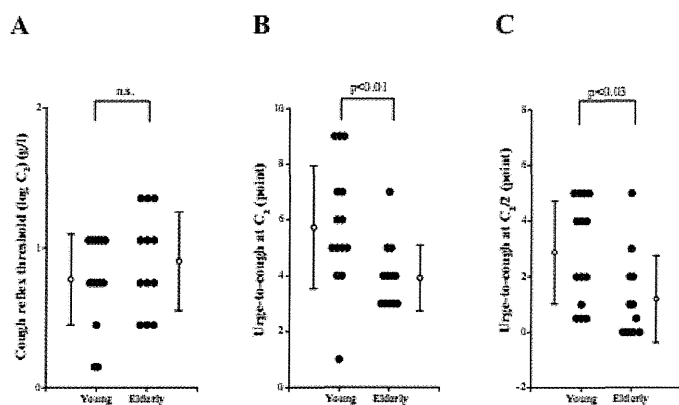 A
B
C
n.s.
p<0.01
p<0.03
Cough reflex threshold (log C2) (g/l)
2
1
0
Young Elderly
Urge-to-cough at C2 (point)
10
8
6
4
2
0
Young Elderly
Urge-to-cough at C2/2 (point)
8
6
4
2
0
-2
Young Elderly